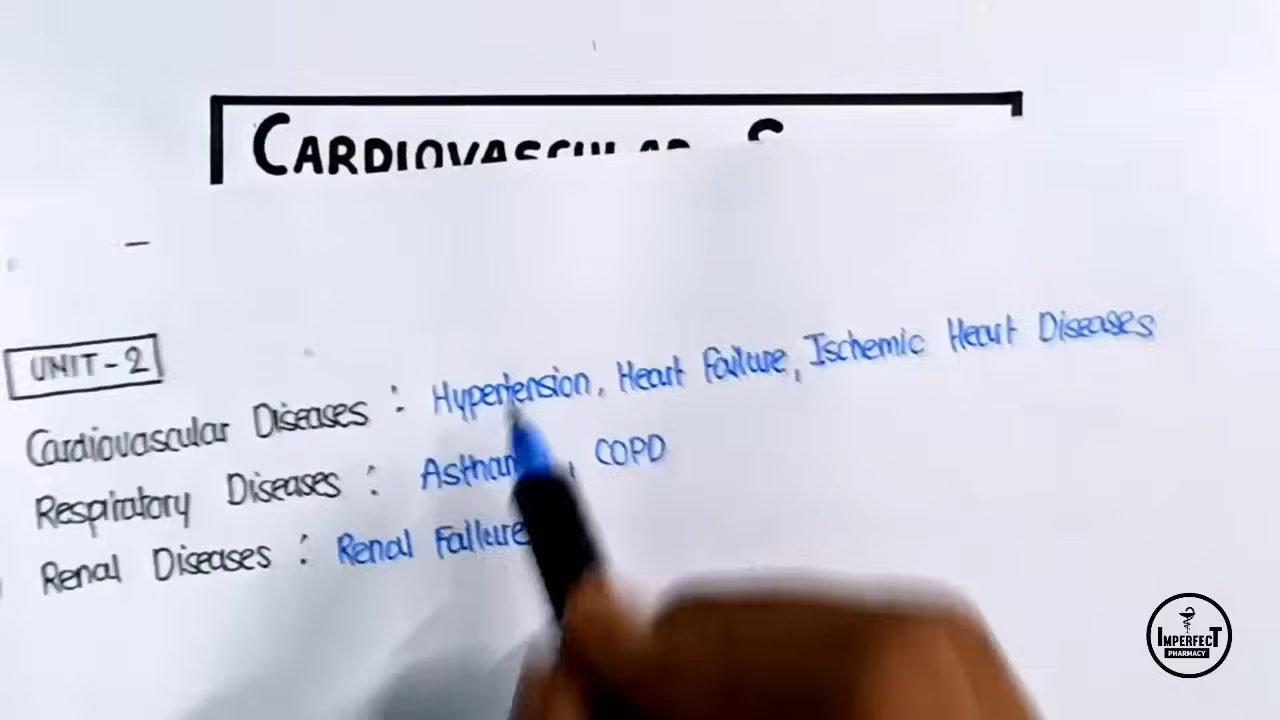 CARDIOVASCULAR
UNIT-2
Cardiovascular Diseases : Hypertension, Heart Failure, Ischemic Heart Diseases
Respiratory Diseases : , COPD
Renal Diseases : Renal Failure
IMPERFECT
PHARMACY